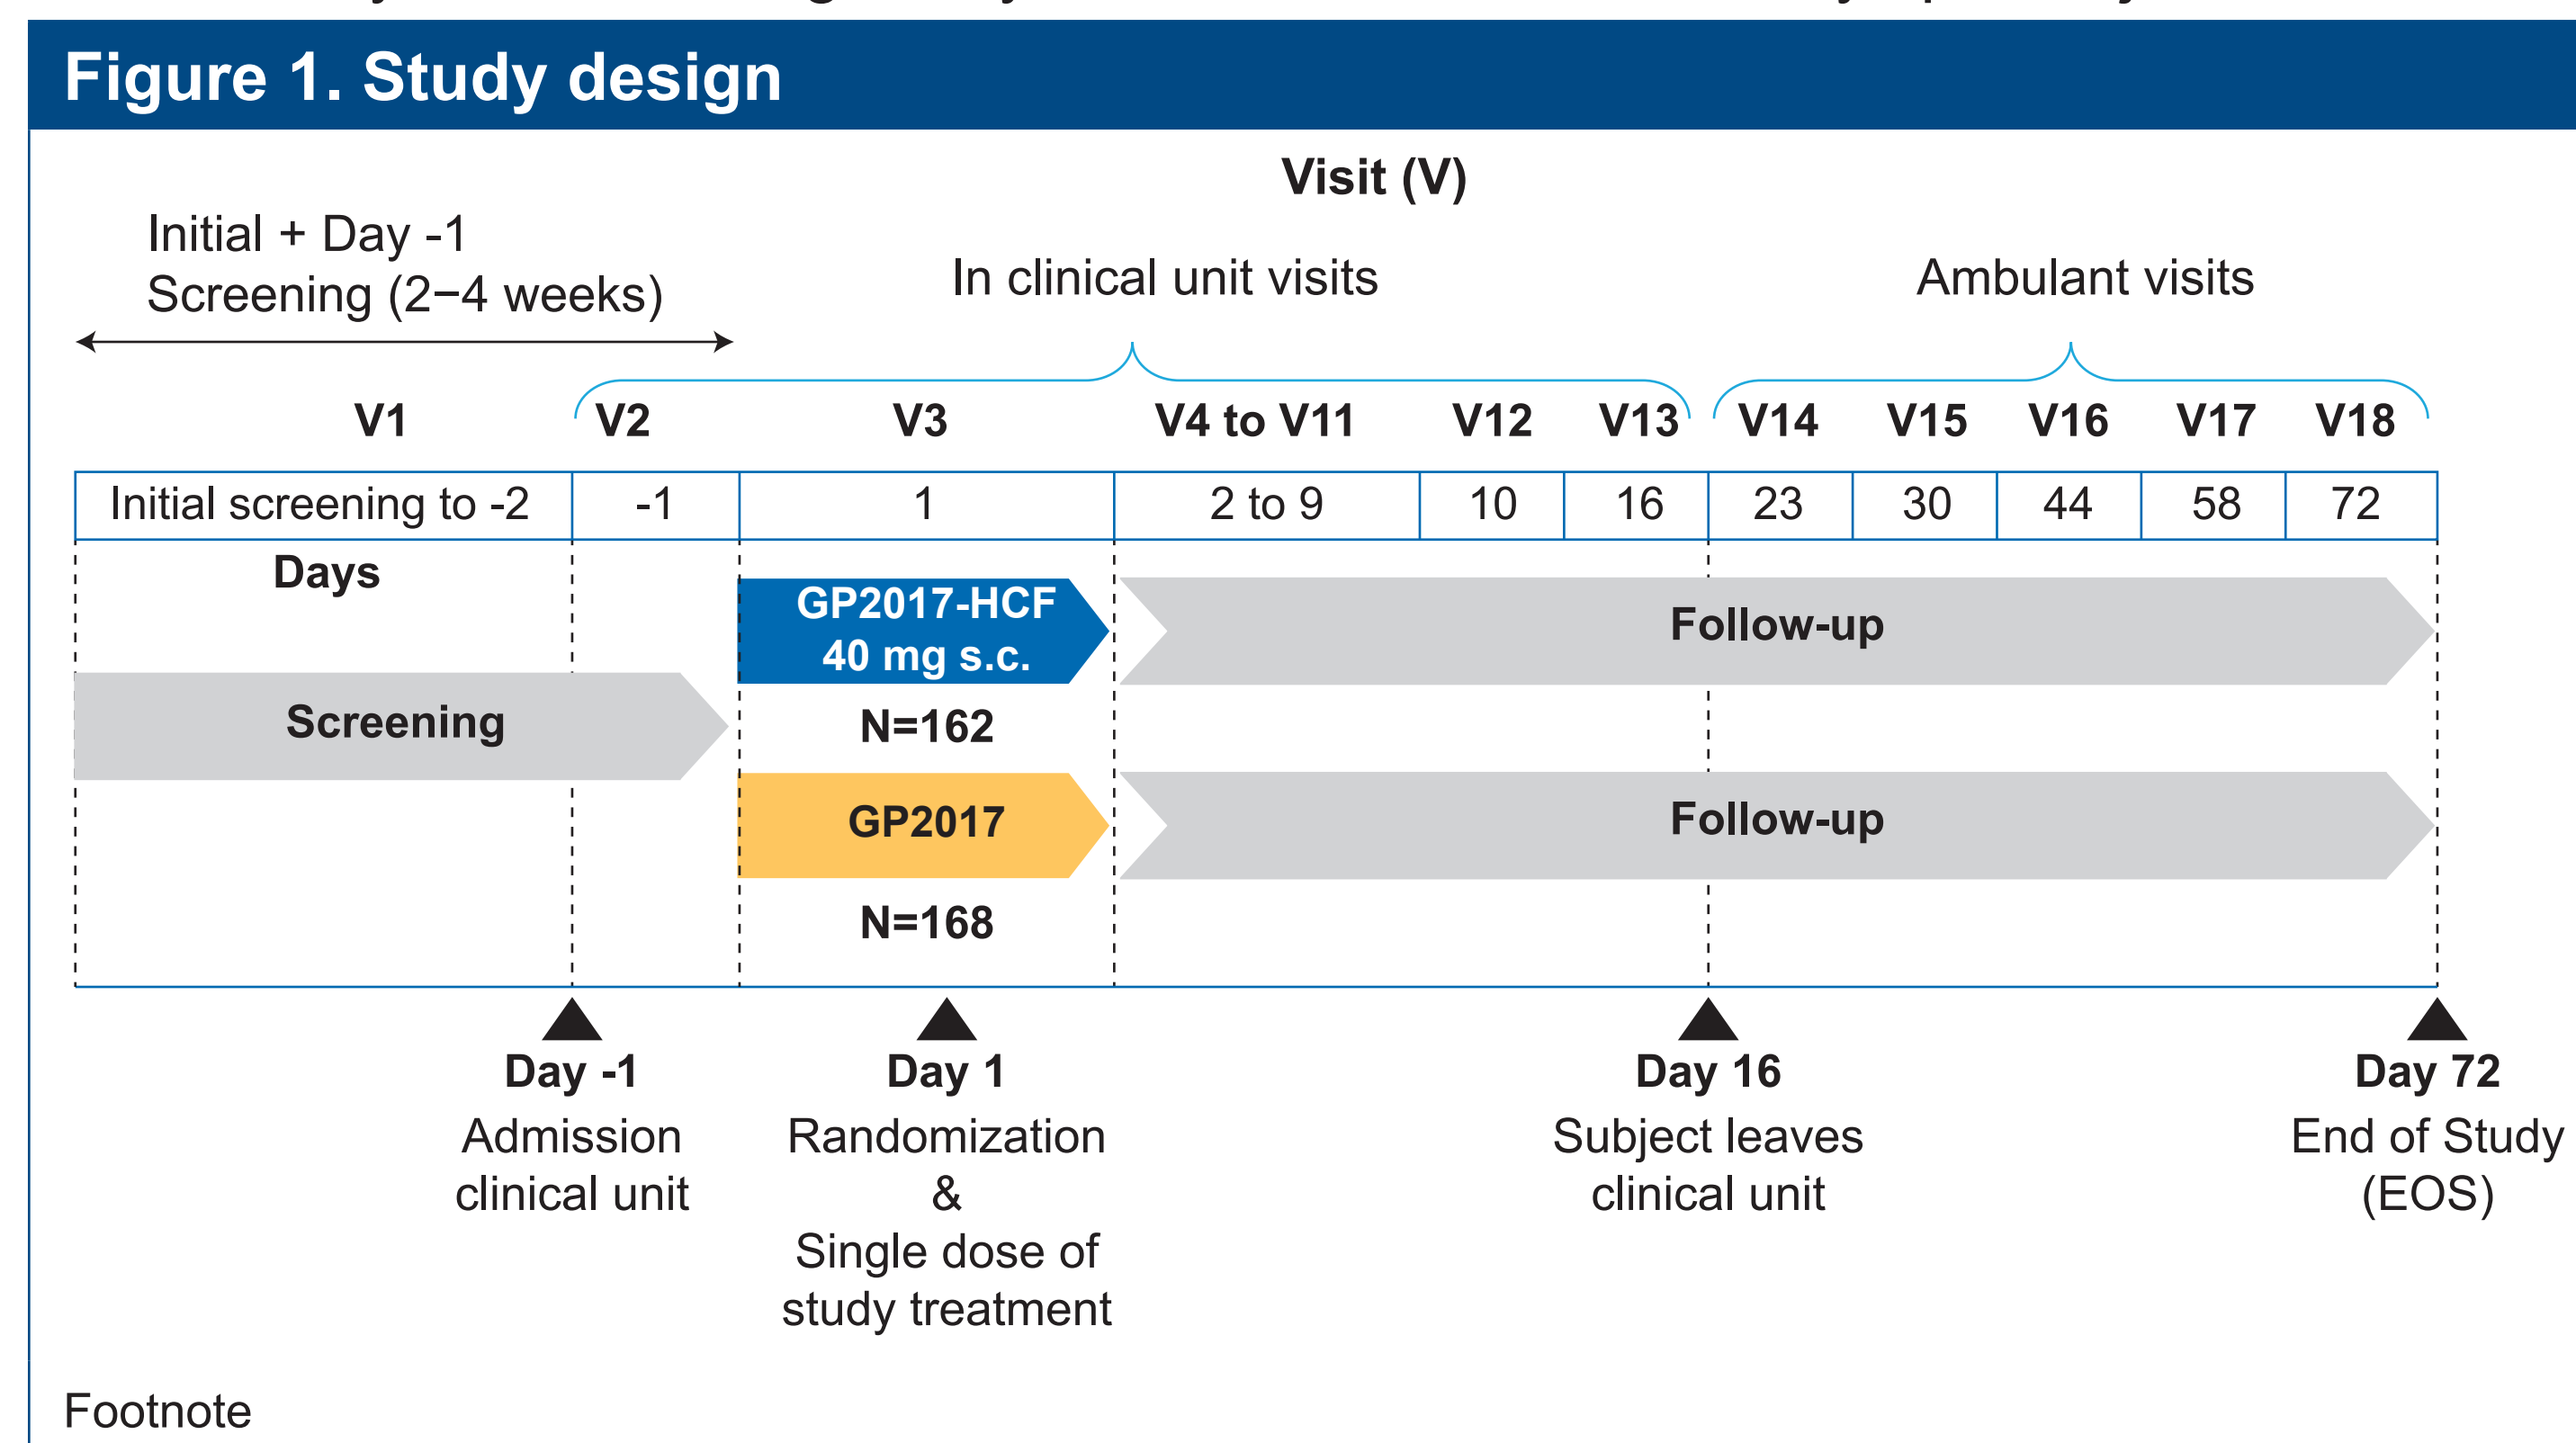 Figure 1. Study design
Visit (V)
Initial + Day -1
Screening (2–4 weeks)
In clinical unit visits
Ambulant visits
V1 V2 V3 V4 to V11 V12 V13 V14 V15 V16 V17 V18
Initial screening to -2 -1 1 2 to 9 10 16 23 30 44 58 72
Days
GP2017-HCF
40 mg s.c.
Follow-up
Screening
N=162
GP2017
Follow-up
N=168
Day -1
Admission
clinical unit
Day 1
Randomization
&
Single dose of
study treatment
Day 16
Subject leaves
clinical unit
Day 72
End of Study
(EOS)
Footnote